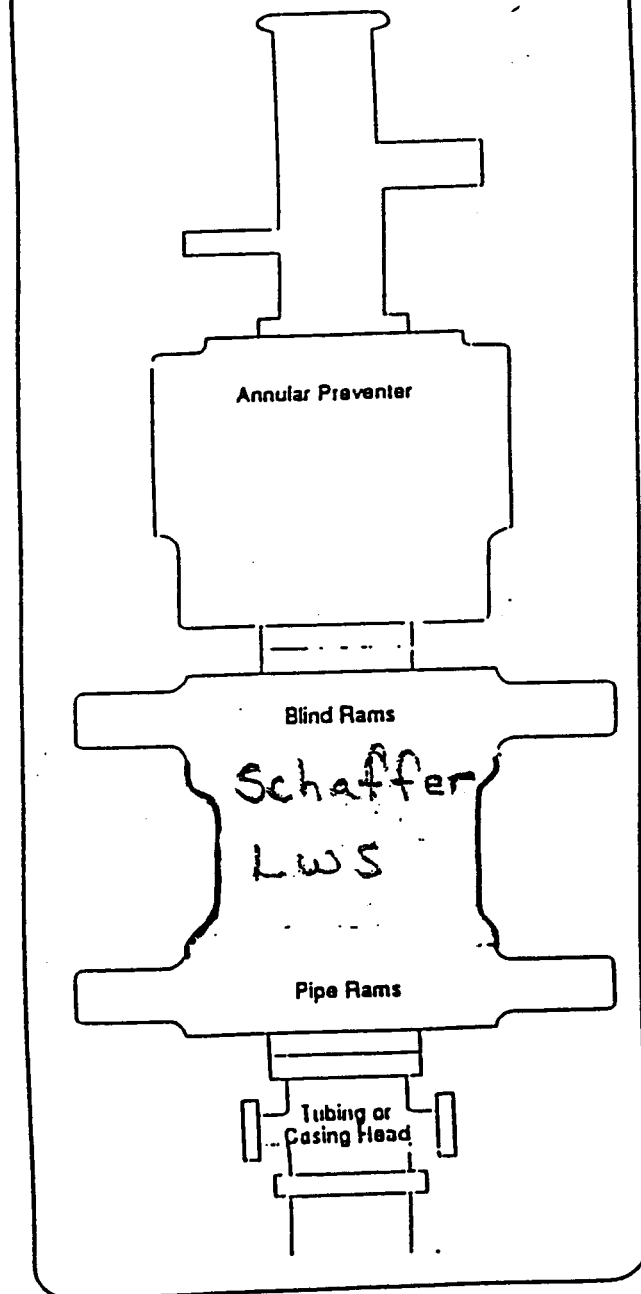 Annular Preventer
Blind Rams
Schaffer
LWS
Pipe Rams
Tubing or
Casing Head